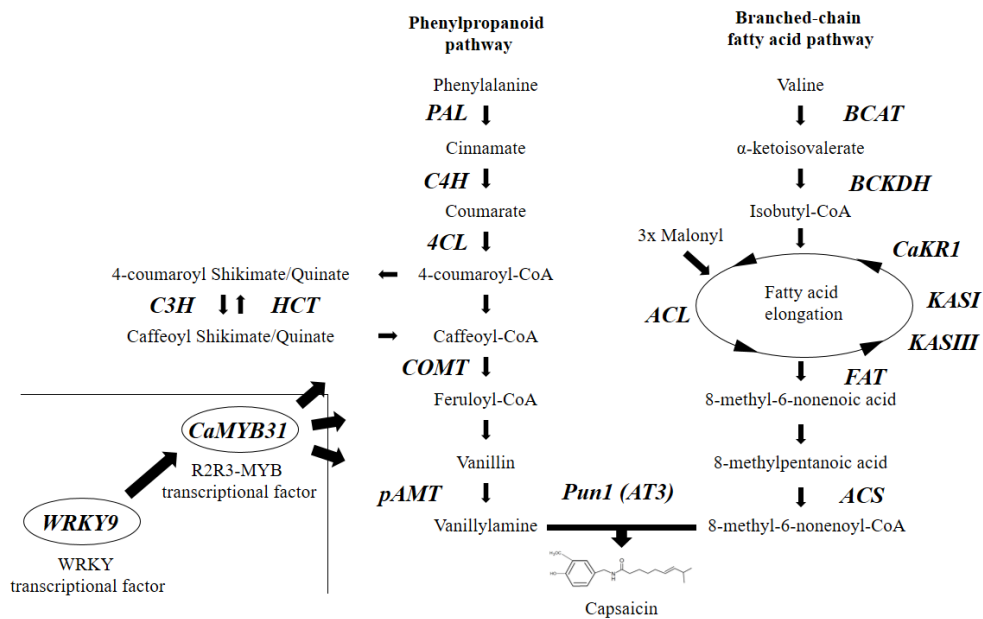 Phenylpropanoid
pathway
Phenylalanine
PAL
Cinnamate
C4H
Coumarate
4CL
4-coumaroyl Shikimate/Quinate
4-coumaroyl-CoA
C3H
HCT
Caffeoyl Shikimate/Quinate
Caffeoyl-CoA
COMT
Feruloyl-CoA
Vanillin
pAMT
Vanillylamine
Branched-chain
fatty acid pathway
Valine
BCAT
α-ketoisovalerate
BCKDH
Isobutyl-CoA
3x Malonyl
CaKR1
ACL
Fatty acid
elongation
KASI
KASIII
FAT
8-methyl-6-nonenoic acid
8-methylpentanoic acid
ACS
8-methyl-6-nonenoyl-CoA
Pun1 (AT3)
H₃C
O
HO
N
H
O
Capsaicin
CaMYB31
R2R3-MYB
transcriptional factor
WRKY9
WRKY
transcriptional factor